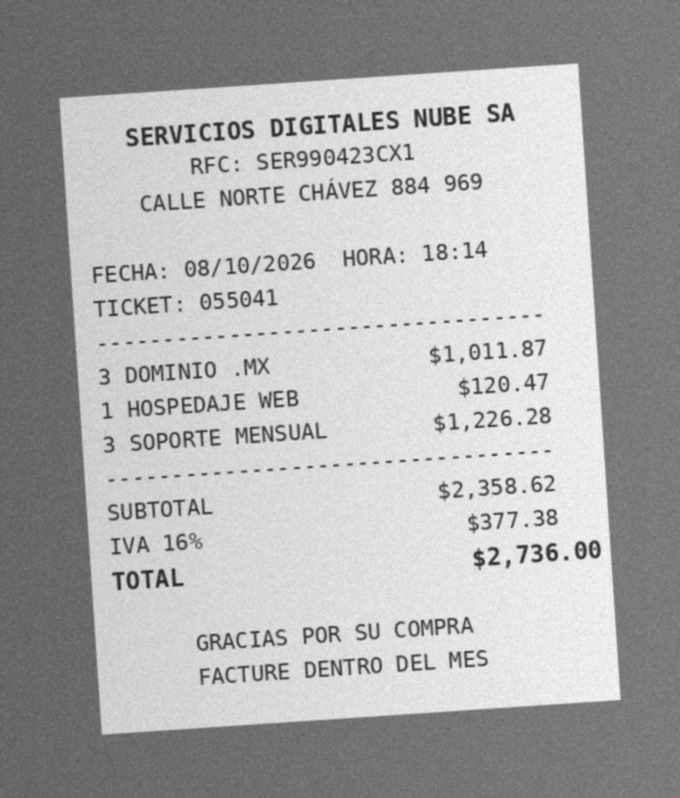 SERVICIOS DIGITALES NUBE SA
RFC: SER990423CX1
CALLE NORTE CHÁVEZ 884 969
FECHA: 08/10/2026  HORA: 18:14
TICKET: 055041
----------------------------------
3 DOMINIO .MX $1,011.87
1 HOSPEDAJE WEB $120.47
3 SOPORTE MENSUAL $1,226.28
----------------------------------
SUBTOTAL $2,358.62
IVA 16% $377.38
TOTAL $2,736.00
GRACIAS POR SU COMPRA
FACTURE DENTRO DEL MES